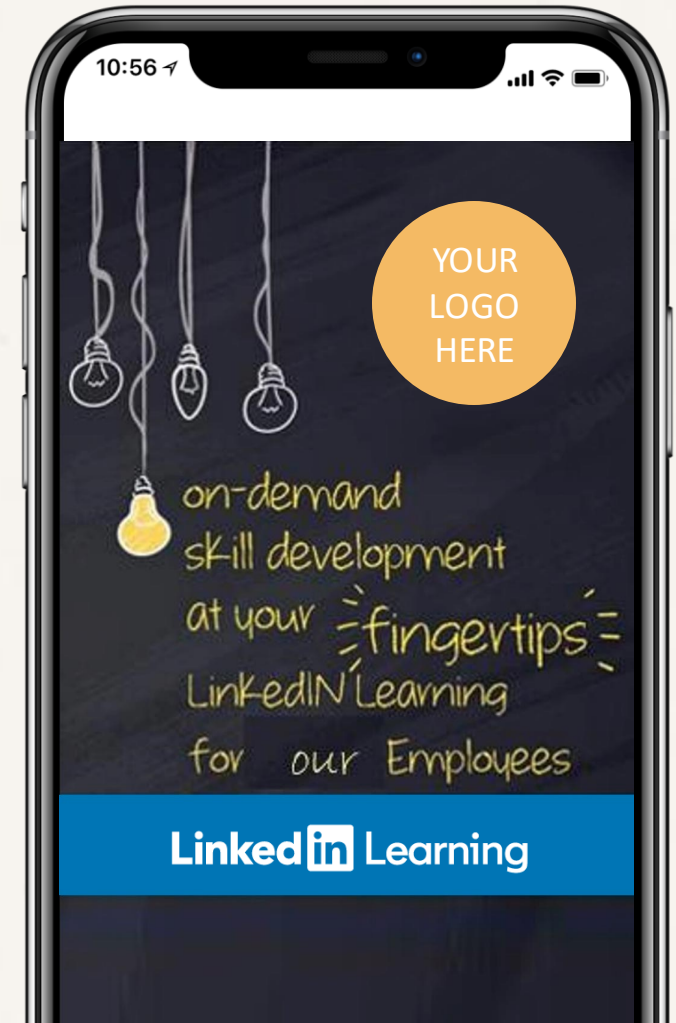 10:56
YOUR
LOGO
HERE
on-demand
skill development
at your fingertips
LinkedIN Learning
for our Employees
Linked in Learning